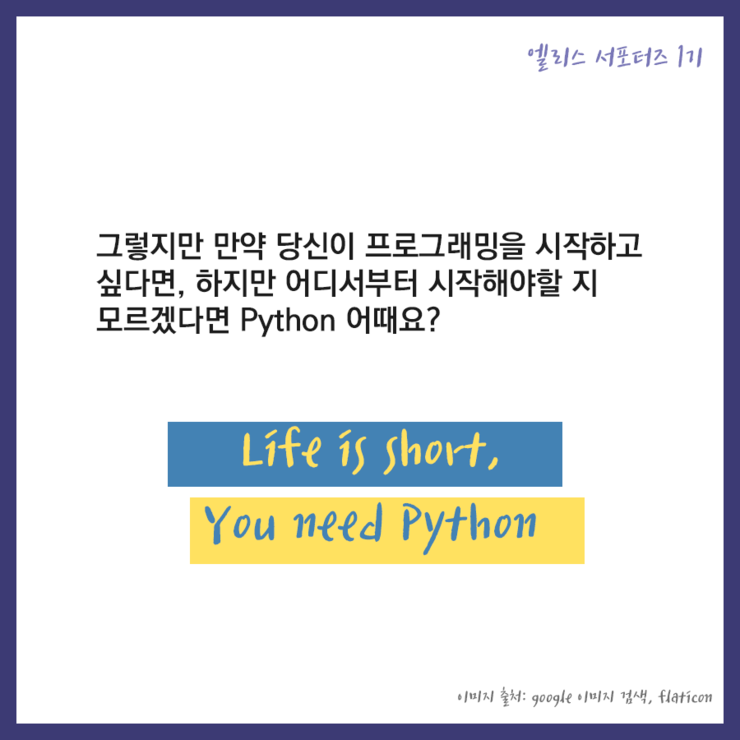 엘리스 서포터즈 1기
그렇지만 만약 당신이 프로그래밍을 시작하고
싶다면, 하지만 어디서부터 시작해야할 지
모르겠다면 Python 어때요?
Life is short,
You need Python
이미지 출처: google 이미지 검색, flaticon